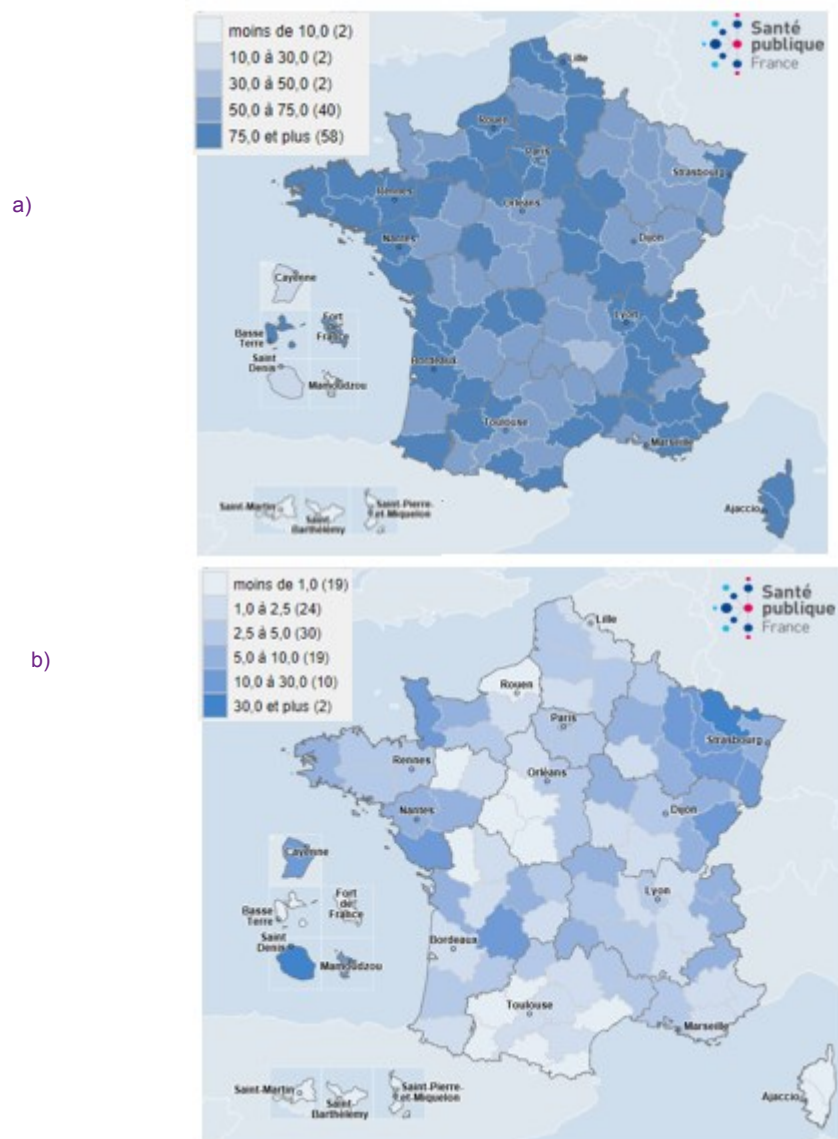 a)
moins de 10,0 (2)
10,0 à 30,0 (2)
30,0 à 50,0 (2)
50,0 à 75,0 (40)
75,0 et plus (58)
Santé
publique
France
Lille
Rouen
Paris
Strasbourg
Rennes
Orléans
Nantes
Dijon
Cayenne
Basse
Terre
Fort
de
France
Saint
Denis
Mamoudzou
Lyon
Bordeaux
Toulouse
Marseille
Ajaccio
Saint-Martin
Saint-
Barthélémy
Saint-Pierre-
et-Miquelon
b)
moins de 1,0 (19)
1,0 à 2,5 (24)
2,5 à 5,0 (30)
5,0 à 10,0 (19)
10,0 à 30,0 (10)
30,0 et plus (2)
Santé
publique
France
Lille
Rouen
Paris
Strasbourg
Rennes
Orléans
Nantes
Dijon
Cayenne
Basse
Terre
Fort
de
France
Saint
Denis
Mamoudzou
Lyon
Bordeaux
Toulouse
Marseille
Ajaccio
Saint-Martin
Saint-
Barthélémy
Saint-Pierre-
et-Miquelon